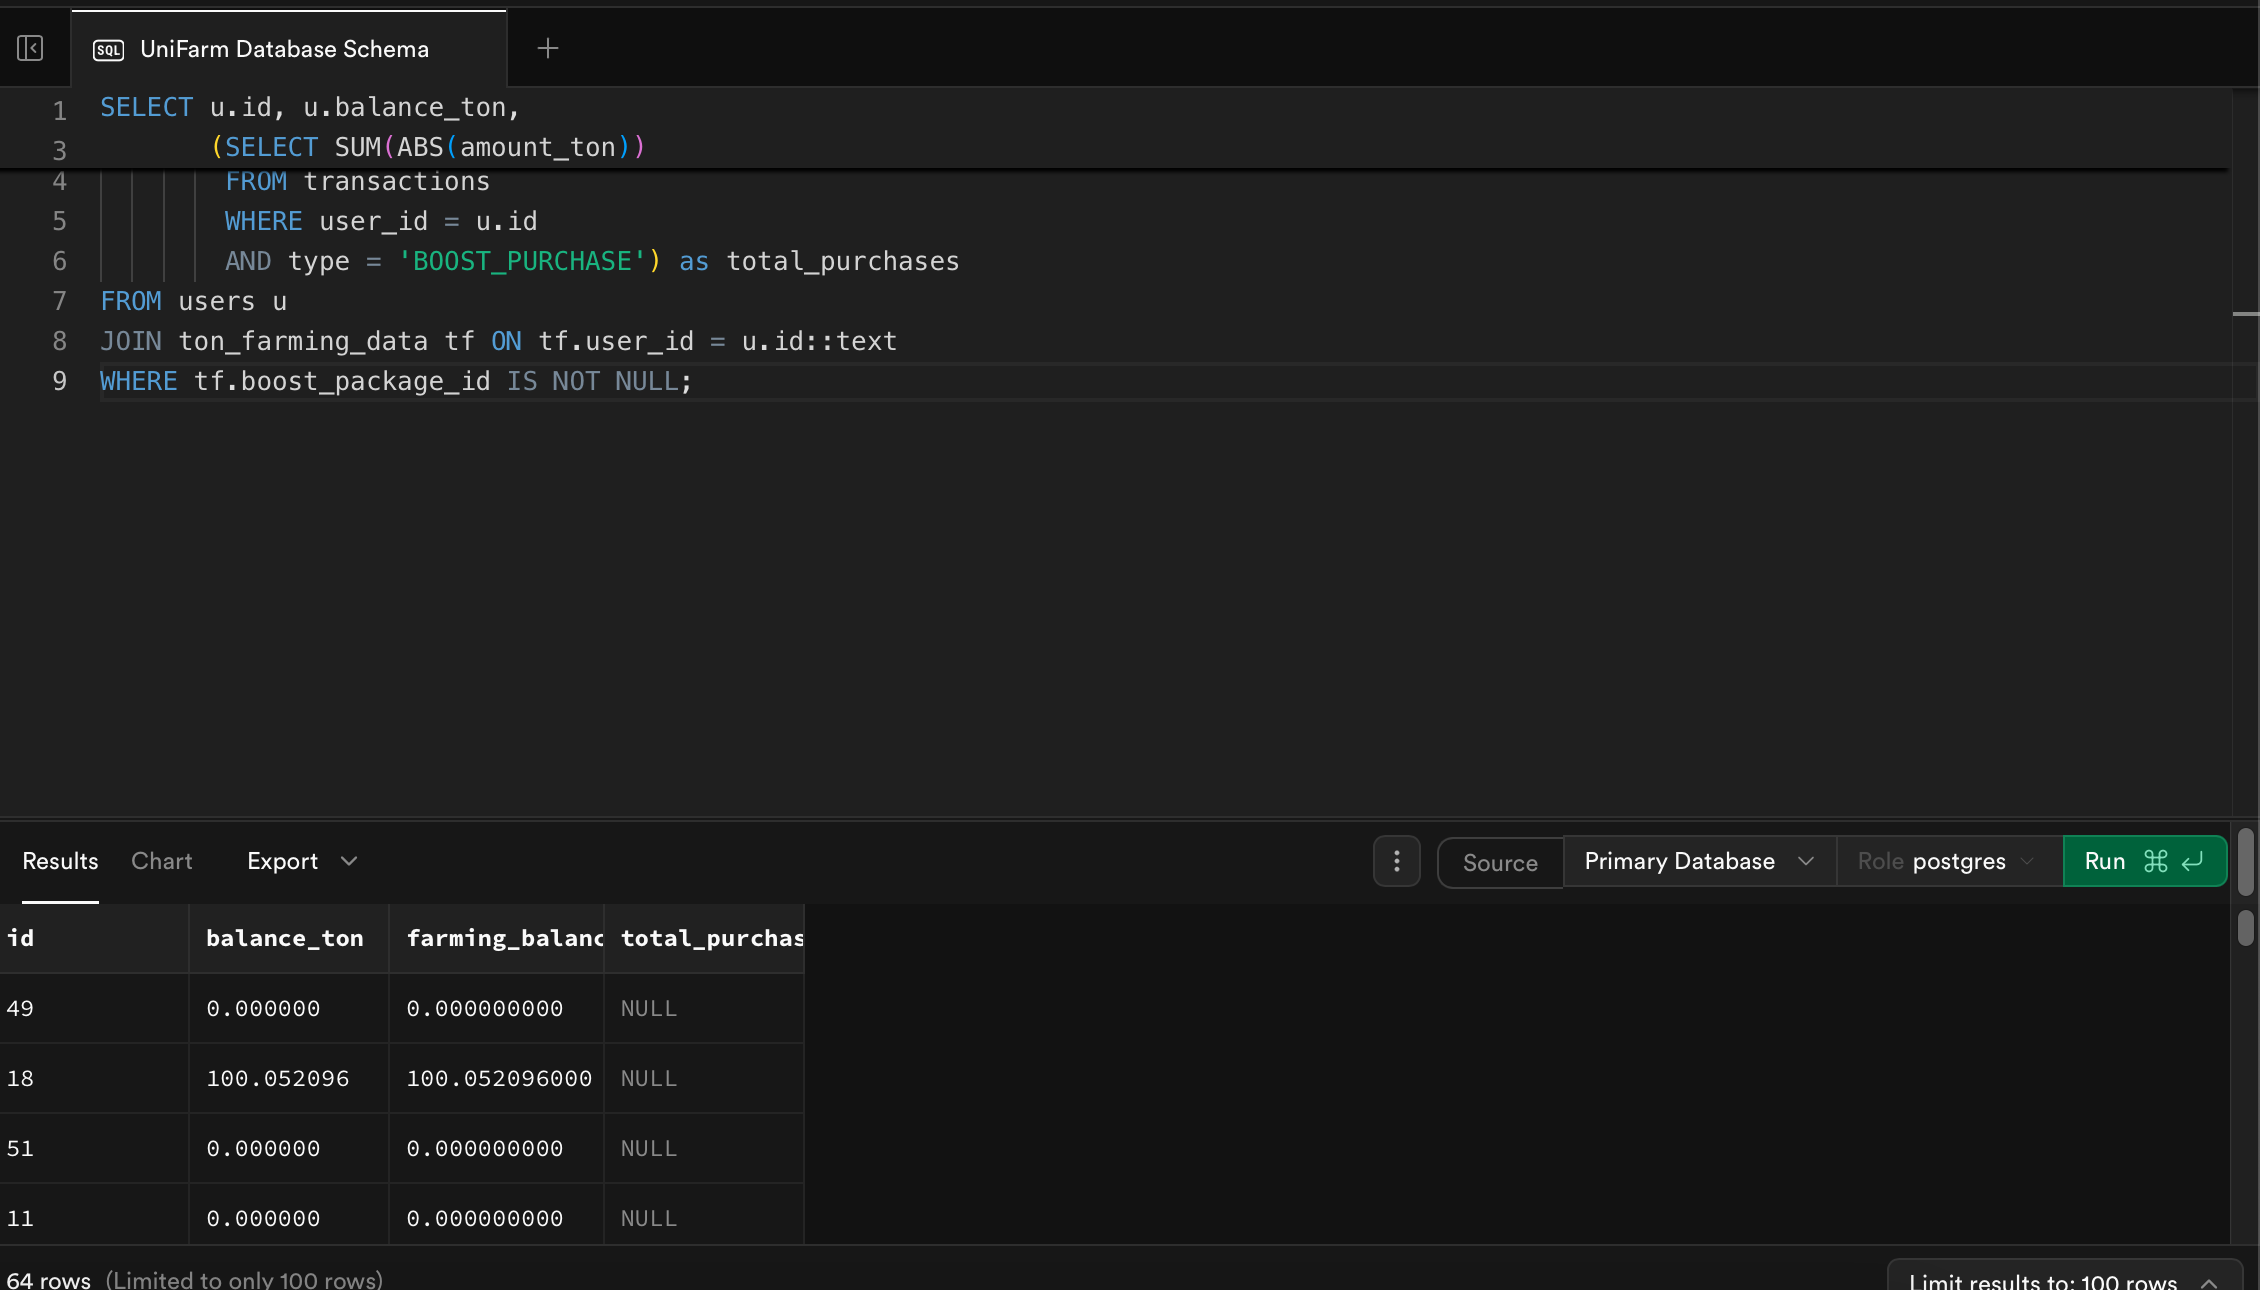 SQL UniFarm Database Schema
1 SELECT u.id, u.balance_ton,
3 (SELECT SUM(ABS(amount_ton))
4 FROM transactions
5 WHERE user_id = u.id
6 AND type = 'BOOST_PURCHASE') as total_purchases
7 FROM users u
8 JOIN ton_farming_data tf ON tf.user_id = u.id::text
9 WHERE tf.boost_package_id IS NOT NULL;
Results Chart Export Source Primary Database Role postgres Run ⌘ ↵
id balance_ton farming_balanc total_purchas
49 0.000000 0.000000000 NULL
18 100.052096 100.052096000 NULL
51 0.000000 0.000000000 NULL
11 0.000000 0.000000000 NULL
64 rows (Limited to only 100 rows) Limit results to: 100 rows